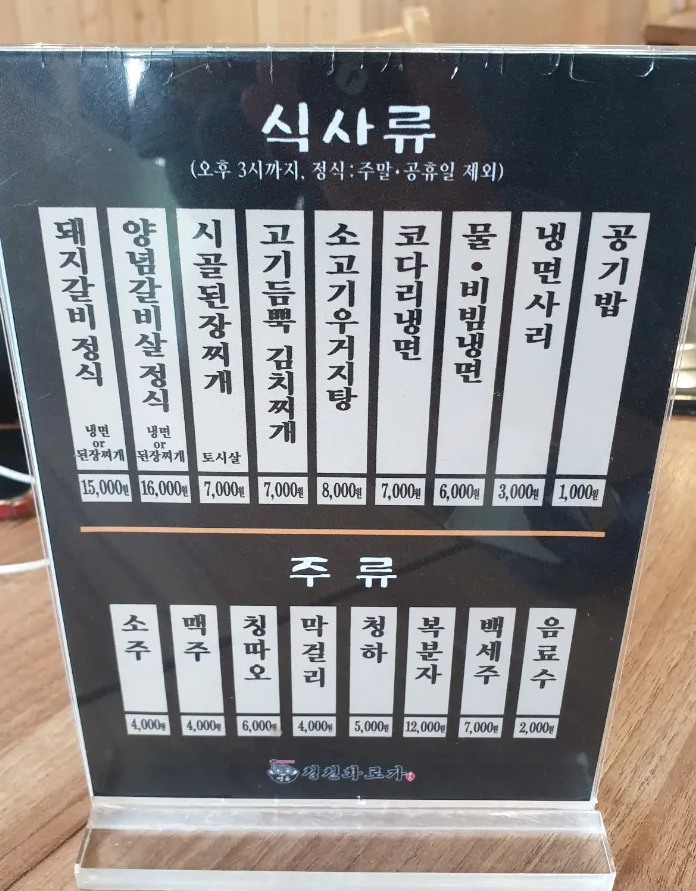 식사류
(오후 3시까지, 정식:주말·공휴일 제외)
돼지갈비 정식
냉면
or
된장찌개
15,000원
양념갈비살 정식
냉면
or
된장찌개
16,000원
시골된장찌개
토시살
7,000원
고기듬뿍 김치찌개
7,000원
소고기우거지탕
8,000원
코다리냉면
7,000원
물·비빔냉면
6,000원
냉면사리
3,000원
공기밥
1,000원
주류
소주
4,000원
맥주
4,000원
칭따오
6,000원
막걸리
4,000원
청하
5,000원
복분자
12,000원
백세주
7,000원
음료수
2,000원